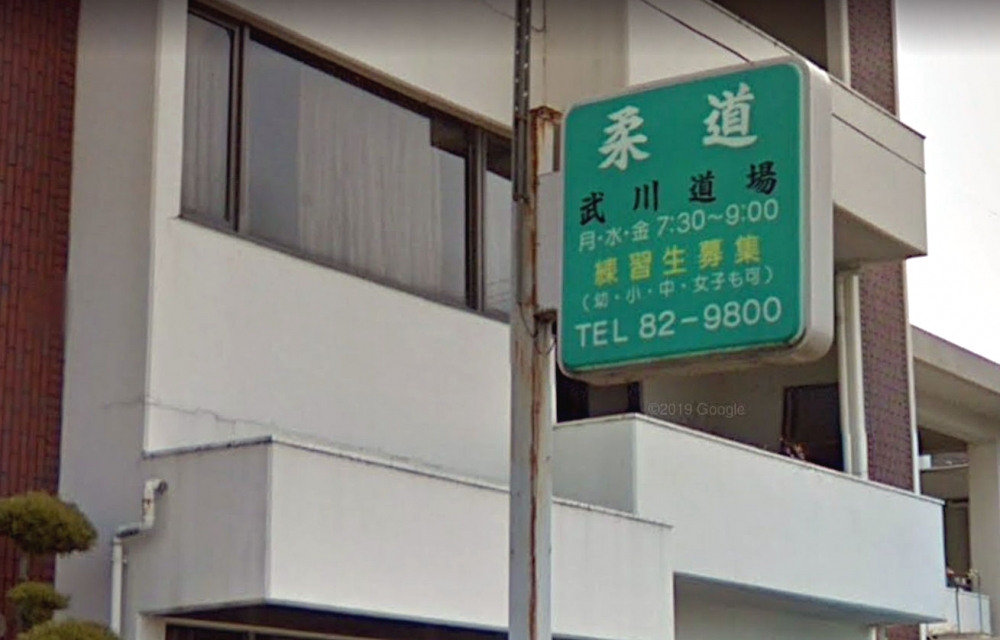 柔道
武川道場
月・水・金 7:30～9:00
練習生募集
(幼・小・中・女子も可)
TEL 82-9800
©2019 Google